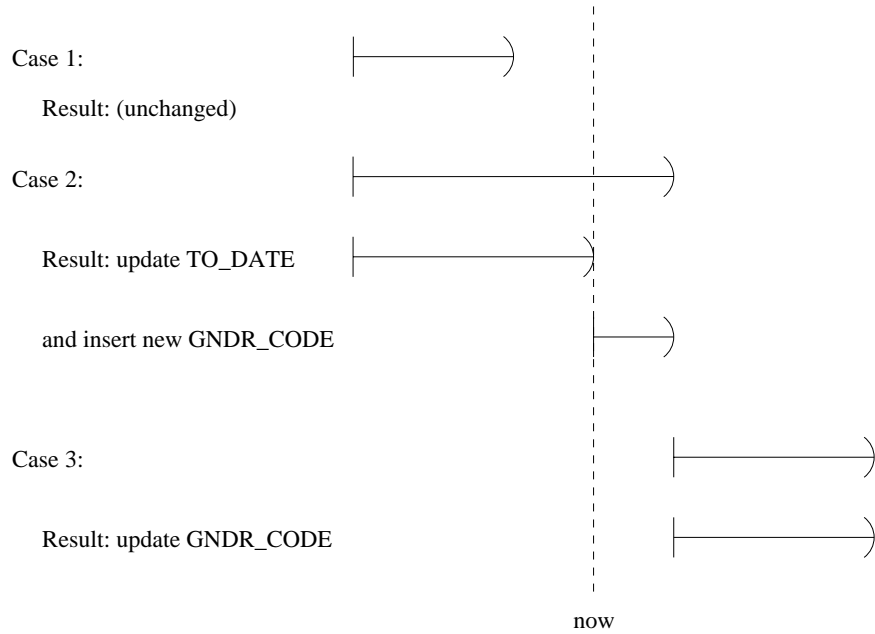 Case 1:
Result: (unchanged)
Case 2:
Result: update TO_DATE
and insert new GNDR_CODE
Case 3:
Result: update GNDR_CODE
now